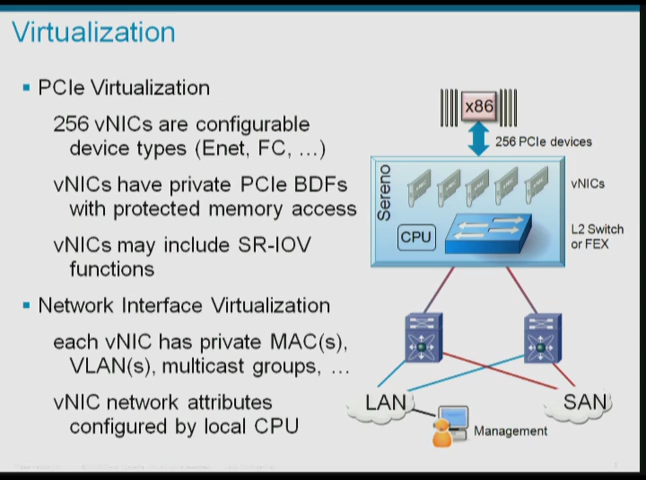 Virtualization
PCIe Virtualization
256 vNICs are configurable
device types (Enet, FC, ...)
vNICs have private PCIe BDFs
with protected memory access
vNICs may include SR-IOV
functions
Network Interface Virtualization
each vNIC has private MAC(s),
VLAN(s), multicast groups, ...
vNIC network attributes
configured by local CPU
x86
256 PCIe devices
Sereno
vNICs
CPU
L2 Switch
or FEX
LAN
SAN
Management